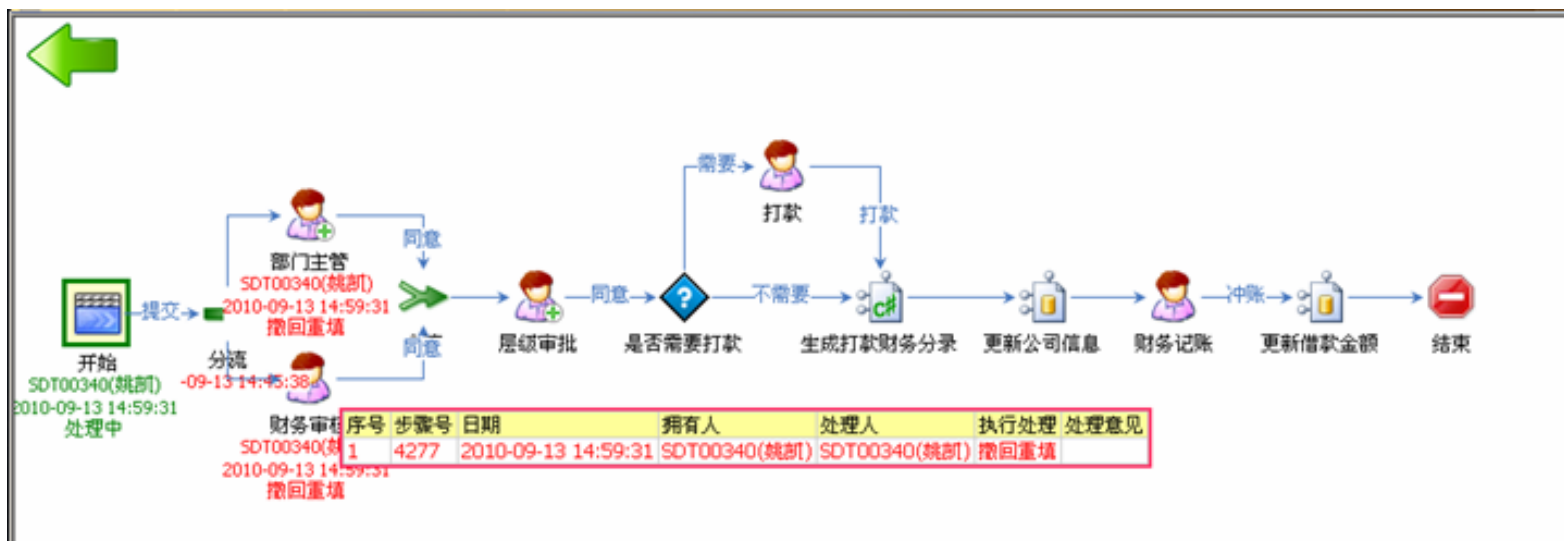 需要
打款
打款
同意
部门主管
SDT00340(姚凯)
2010-09-13 14:59:31
撤回重填
提交
同意
不需要
冲账
开始
SDT00340(姚凯)
2010-09-13 14:59:31
处理中
分流
-09-13 14:45:38
同意
层级审批
是否需要打款
生成打款财务分录
更新公司信息
财务记账
更新借款金额
结束
财务审核
SDT00340(姚
2010-09-13 14:59:31
撤回重填
序号 步骤号 日期 拥有人 处理人 执行处理 处理意见
1 4277 2010-09-13 14:59:31 SDT00340(姚凯) SDT00340(姚凯) 撤回重填